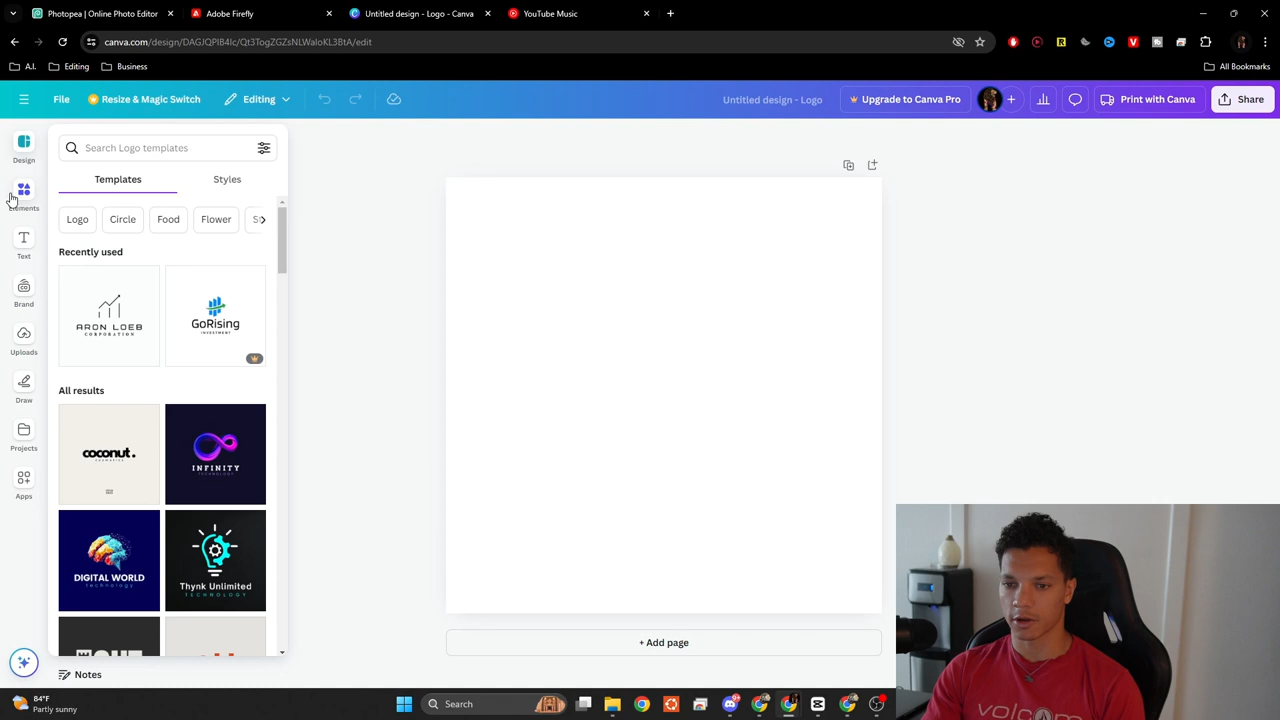 Photopea | Online Photo Editor
Adobe Firefly
Untitled design - Logo - Canva
YouTube Music
canva.com/design/DAGJQPlB4lc/Qt3TogZGZsNLWaloKL3BtA/edit
A.I.
Editing
Business
All Bookmarks
File
Resize & Magic Switch
Editing
Untitled design - Logo
Upgrade to Canva Pro
Print with Canva
Share
Design
Elements
Text
Brand
Uploads
Draw
Projects
Apps
Search Logo templates
Templates
Styles
Logo
Circle
Food
Flower
Recently used
ARON LOEB
CORPORATION
GoRising
INVESTMENT
All results
coconut.
INFINITY
TECHNOLOGY
DIGITAL WORLD
technology
Thynk Unlimited
TECHNOLOGY
+ Add page
Notes
84°F
Partly sunny
Search
volcom